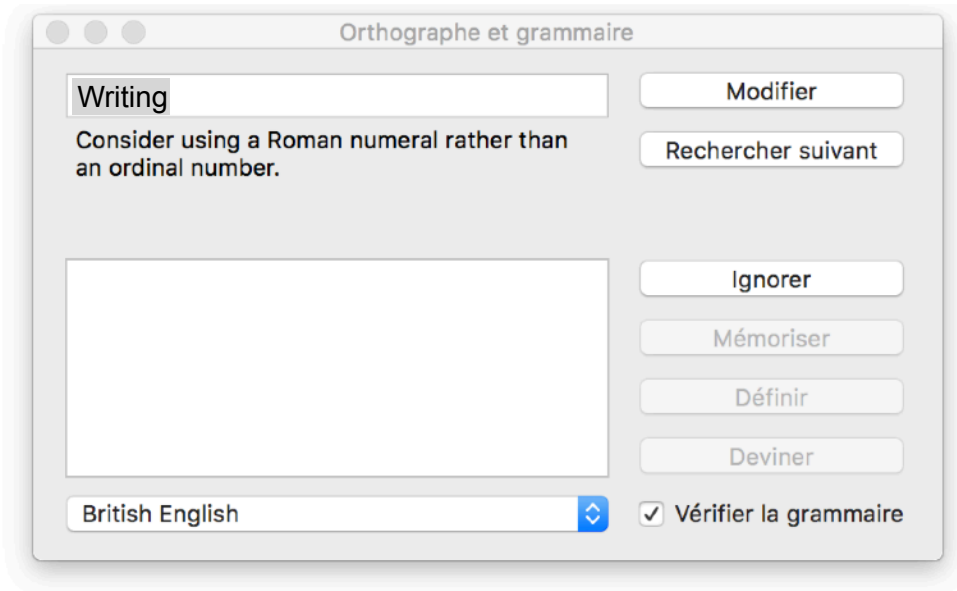 Orthographe et grammaire
Writing
Modifier
Consider using a Roman numeral rather than
an ordinal number.
Rechercher suivant
Ignorer
Mémoriser
Définir
Deviner
British English
Vérifier la grammaire